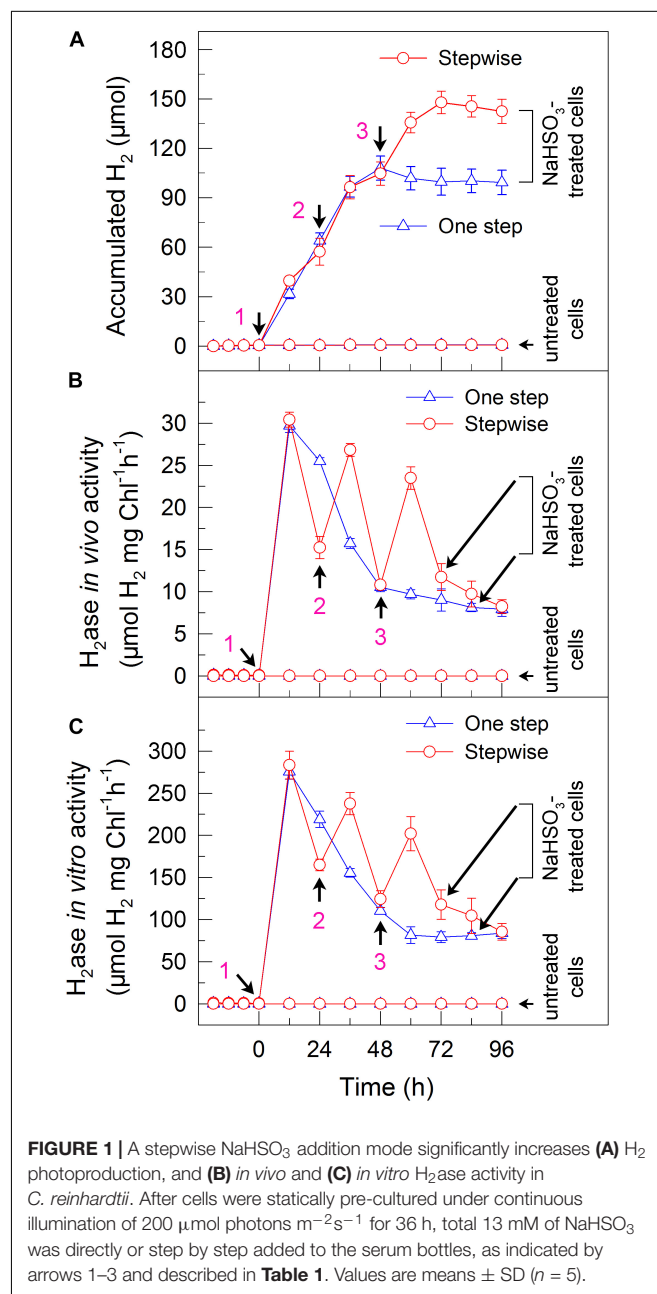 A
Accumulated H₂ (μmol)
180
150
120
90
60
30
0
Stepwise
One step
1
2
3
NaHSO₃-
treated cells
untreated
cells
B
H₂ase in vivo activity
(μmol H₂ mg Chl⁻¹h⁻¹)
30
25
20
15
10
5
0
One step
Stepwise
1
2
3
NaHSO₃-
treated cells
untreated
cells
C
H₂ase in vitro activity
(μmol H₂ mg Chl⁻¹h⁻¹)
300
250
200
150
100
50
0
One step
Stepwise
1
2
3
NaHSO₃-
treated cells
untreated
cells
0 24 48 72 96
Time (h)
FIGURE 1 | A stepwise NaHSO₃ addition mode significantly increases (A) H₂
photoproduction, and (B) in vivo and (C) in vitro H₂ase activity in
C. reinhardtii. After cells were statically pre-cultured under continuous
illumination of 200 μmol photons m⁻²s⁻¹ for 36 h, total 13 mM of NaHSO₃
was directly or step by step added to the serum bottles, as indicated by
arrows 1–3 and described in Table 1. Values are means ± SD (n = 5).